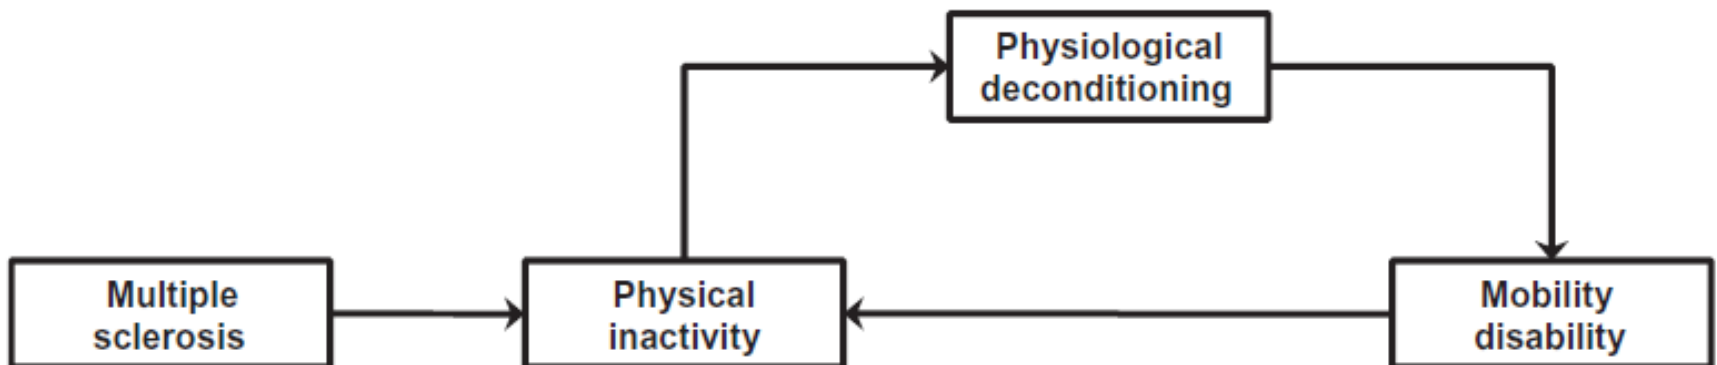 Physiological
deconditioning
Multiple
sclerosis
Physical
inactivity
Mobility
disability